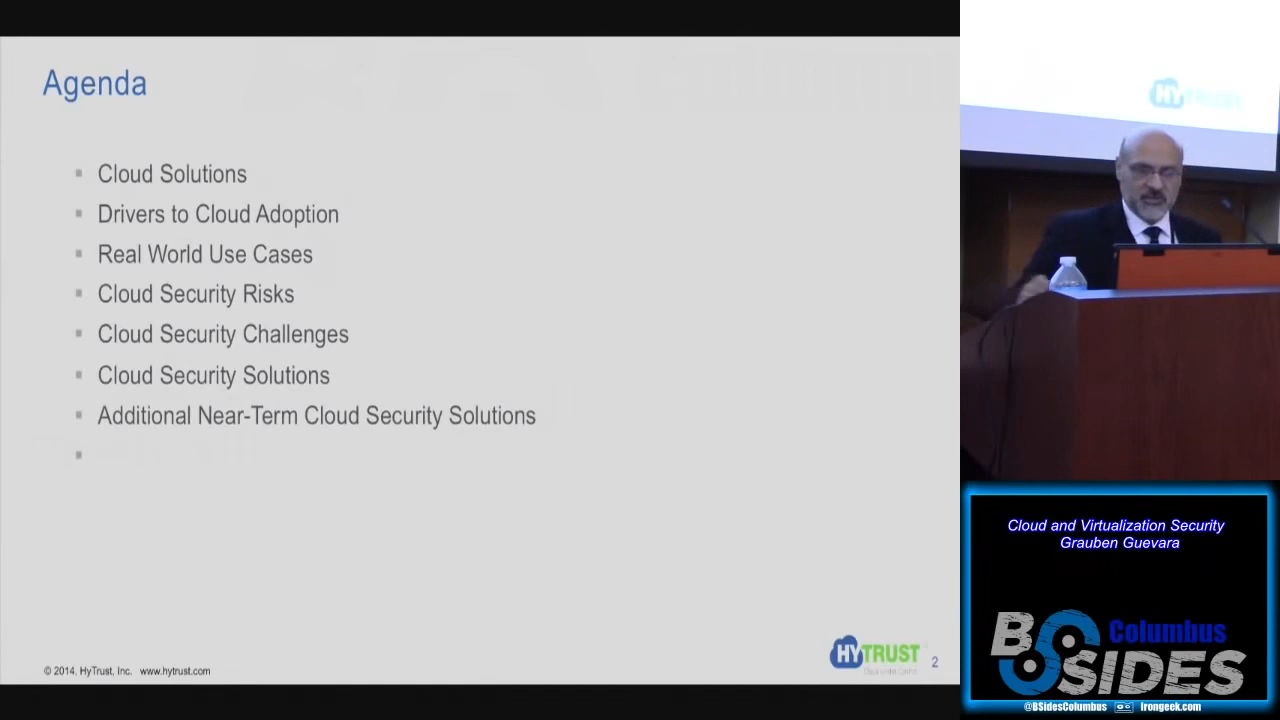 Agenda
Cloud Solutions
Drivers to Cloud Adoption
Real World Use Cases
Cloud Security Risks
Cloud Security Challenges
Cloud Security Solutions
Additional Near-Term Cloud Security Solutions
© 2014, HyTrust, Inc. www.hytrust.com
HYTRUST
2
HY
Cloud and Virtualization Security
Grauben Guevara
BSIDES
Columbus
@BSidesColumbus Irongeek.com